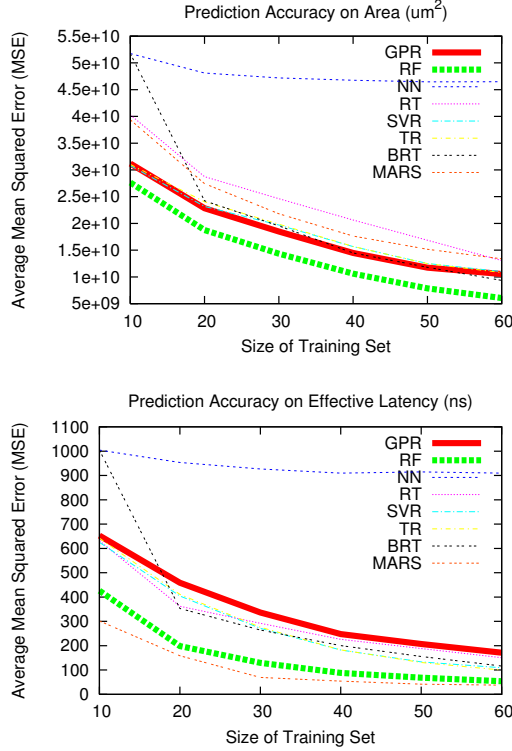 Prediction Accuracy on Area (um²)
Average Mean Squared Error (MSE)
5.5e+10
5e+10
4.5e+10
4e+10
3.5e+10
3e+10
2.5e+10
2e+10
1.5e+10
1e+10
5e+09
GPR
RF
NN
RT
SVR
TR
BRT
MARS
10 20 30 40 50 60
Size of Training Set
Prediction Accuracy on Effective Latency (ns)
Average Mean Squared Error (MSE)
1100
1000
900
800
700
600
500
400
300
200
100
0
GPR
RF
NN
RT
SVR
TR
BRT
MARS
10 20 30 40 50 60
Size of Training Set